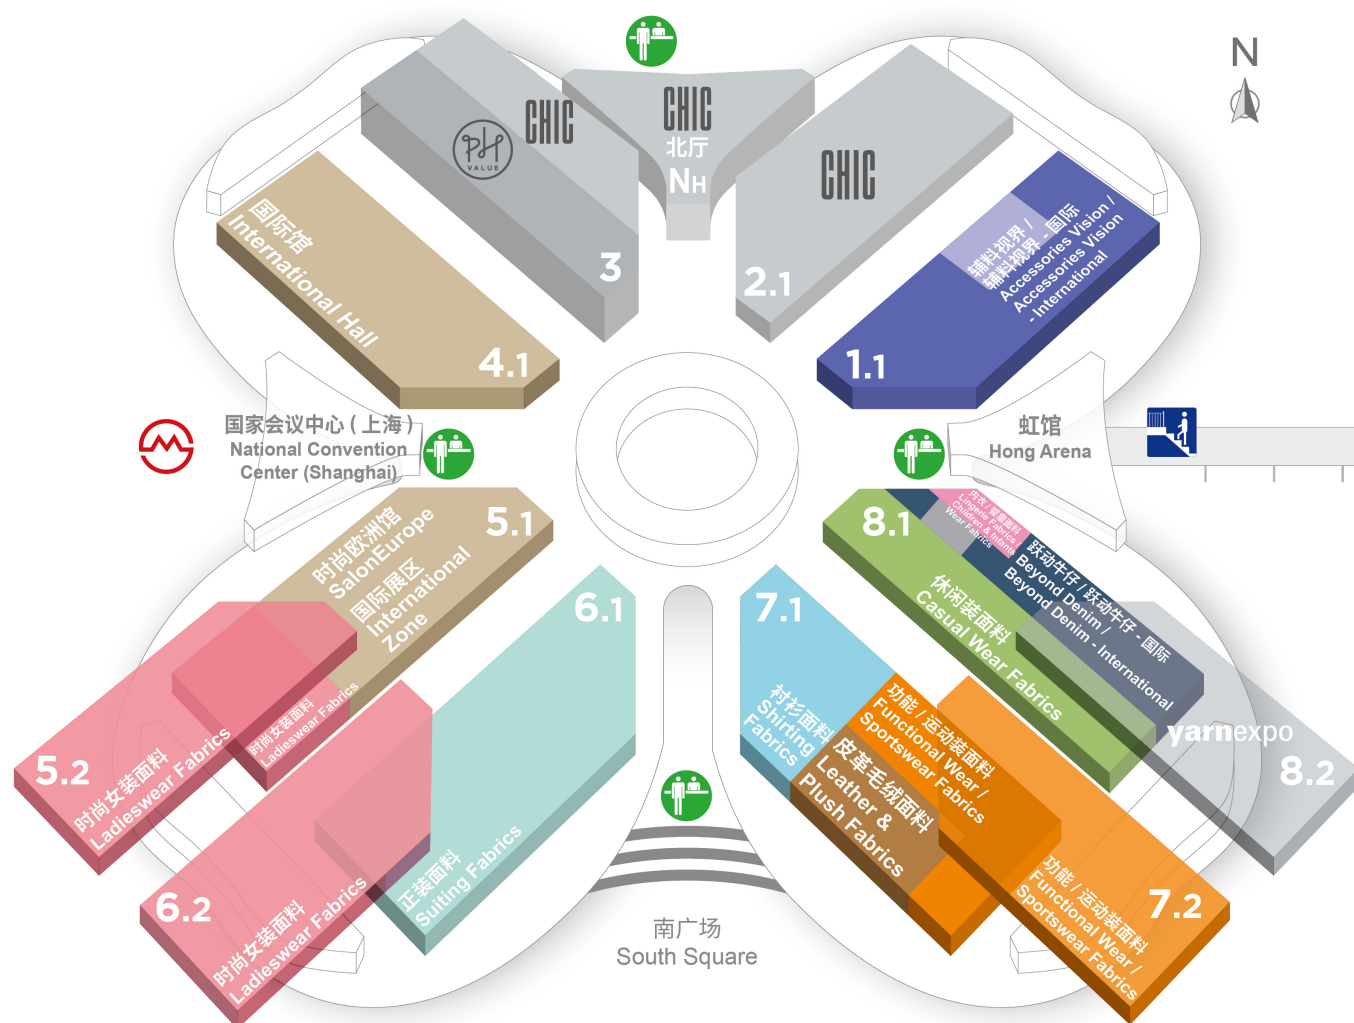 N
CHIC
CHIC
北厅
NH
CHIC
PH
VALUE
3
2.1
国际馆
International Hall
4.1
辅料视界 /
辅料视界 - 国际
Accessories Vision /
Accessories Vision
- International
1.1
国家会议中心 ( 上海 )
National Convention
Center (Shanghai)
虹馆
Hong Arena
5.1
时尚欧洲馆
SalonEurope
国际展区
International
Zone
时尚女装面料
Ladieswear Fabrics
5.2
时尚女装面料
Ladieswear Fabrics
6.1
正装面料
Suiting Fabrics
6.2
时尚女装面料
Ladieswear Fabrics
7.1
衬衫面料
Shirting
Fabrics
功能 / 运动装面料
Functional Wear /
Sportswear Fabrics
皮革毛绒面料
Leather &
Plush Fabrics
7.2
功能 / 运动装面料
Functional Wear /
Sportswear Fabrics
8.1
内衣 / 婴童面料
Lingerie Fabrics
Children & Infants
Wear Fabrics
跃动牛仔 / 跃动牛仔 - 国际
Beyond Denim /
Beyond Denim - International
休闲装面料
Casual Wear Fabrics
yarnexpo
8.2
南广场
South Square